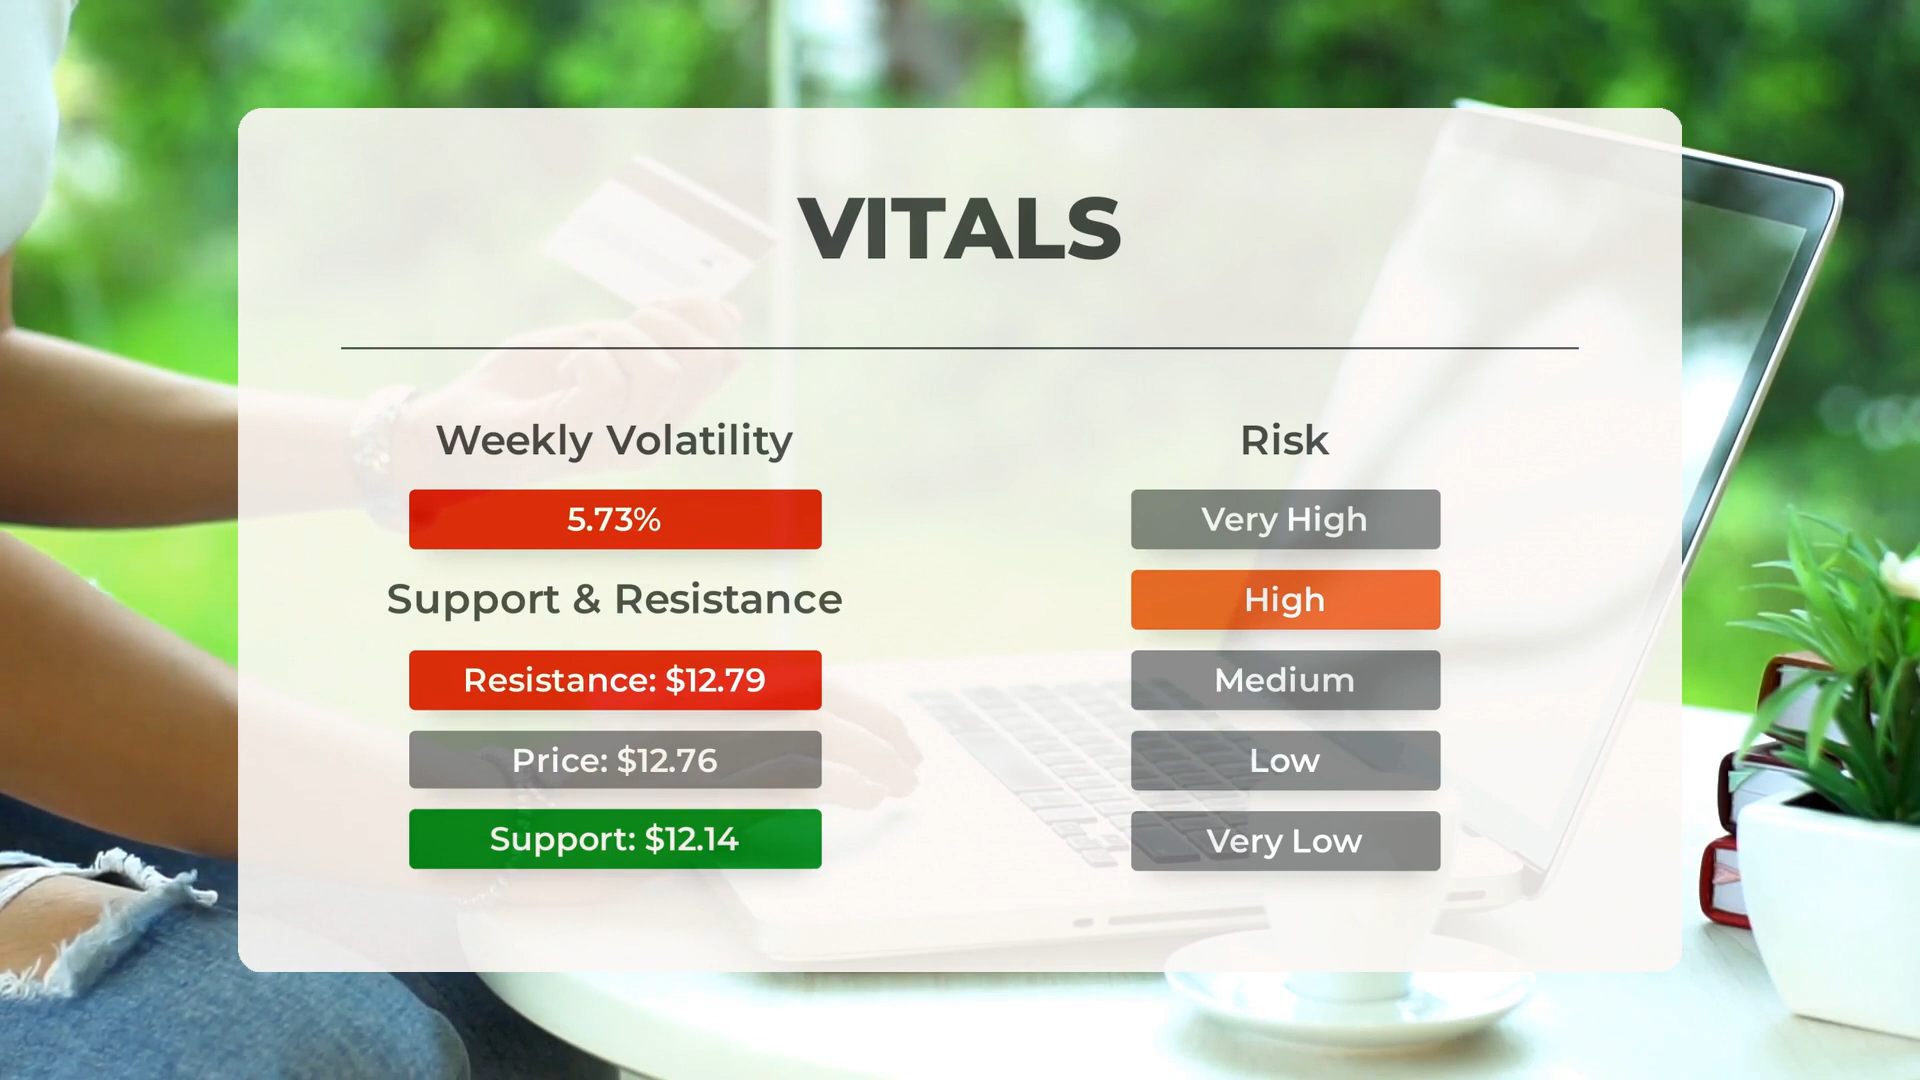 VITALS
Weekly Volatility
5.73%
Support & Resistance
Resistance: $12.79
Price: $12.76
Support: $12.14
Risk
Very High
High
Medium
Low
Very Low